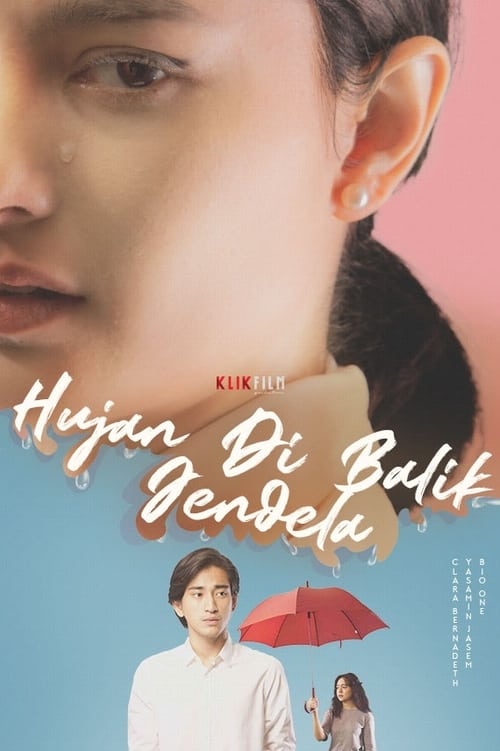 KLIKFILM
Hujan Di Balik
Jendela
BIO ONE
YASAMIN JASEM
CLARA BERNADETH